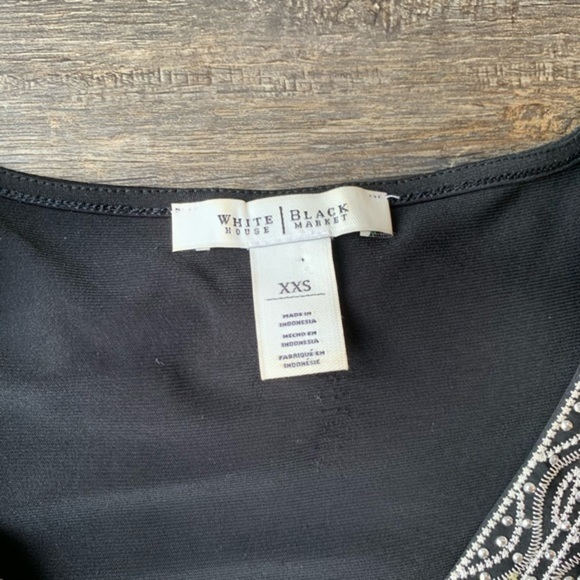 WHITE | BLACK
HOUSE | MARKET
XXS
MADE IN
INDONESIA
HECHO EN
INDONESIA
FABRIQUÉ EN
INDONÉSIE